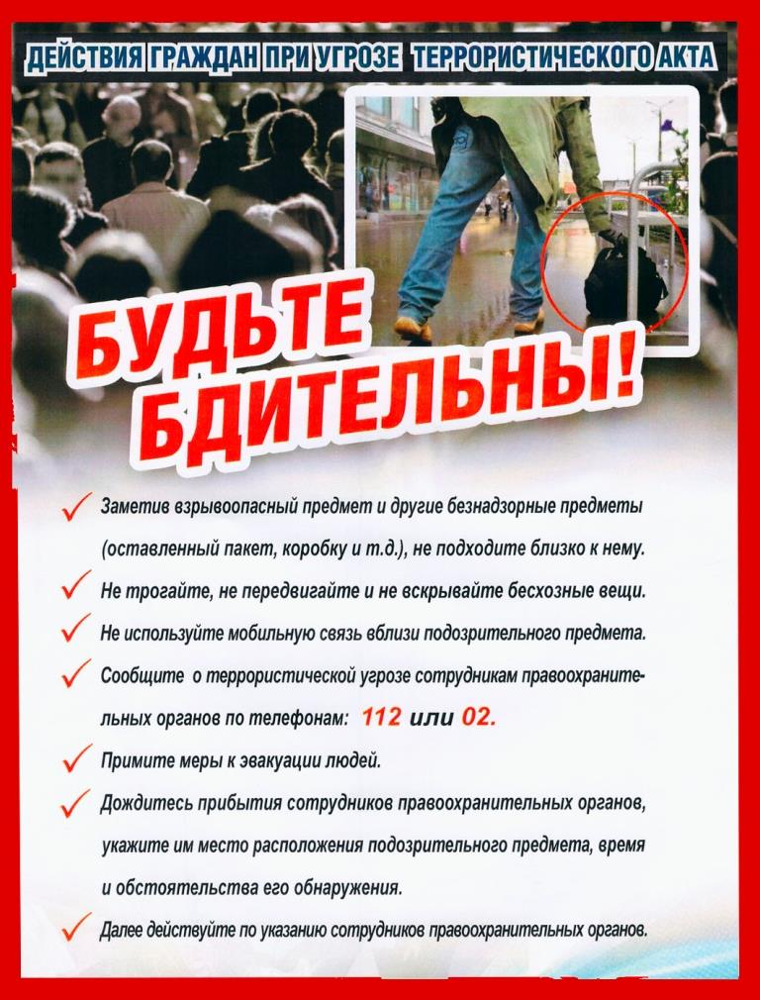 ДЕЙСТВИЯ ГРАЖДАН ПРИ УГРОЗЕ ТЕРРОРИСТИЧЕСКОГО АКТА
БУДЬТЕ
БДИТЕЛЬНЫ!
Заметив взрывоопасный предмет и другие безнадзорные предметы
(оставленный пакет, коробку и т.д.), не подходите близко к нему.
Не трогайте, не передвигайте и не вскрывайте бесхозные вещи.
Не используйте мобильную связь вблизи подозрительного предмета.
Сообщите о террористической угрозе сотрудникам правоохраните-
льных органов по телефонам: 112 или 02.
Примите меры к эвакуации людей.
Дождитесь прибытия сотрудников правоохранительных органов,
укажите им место расположения подозрительного предмета, время
и обстоятельства его обнаружения.
Далее действуйте по указанию сотрудников правоохранительных органов.